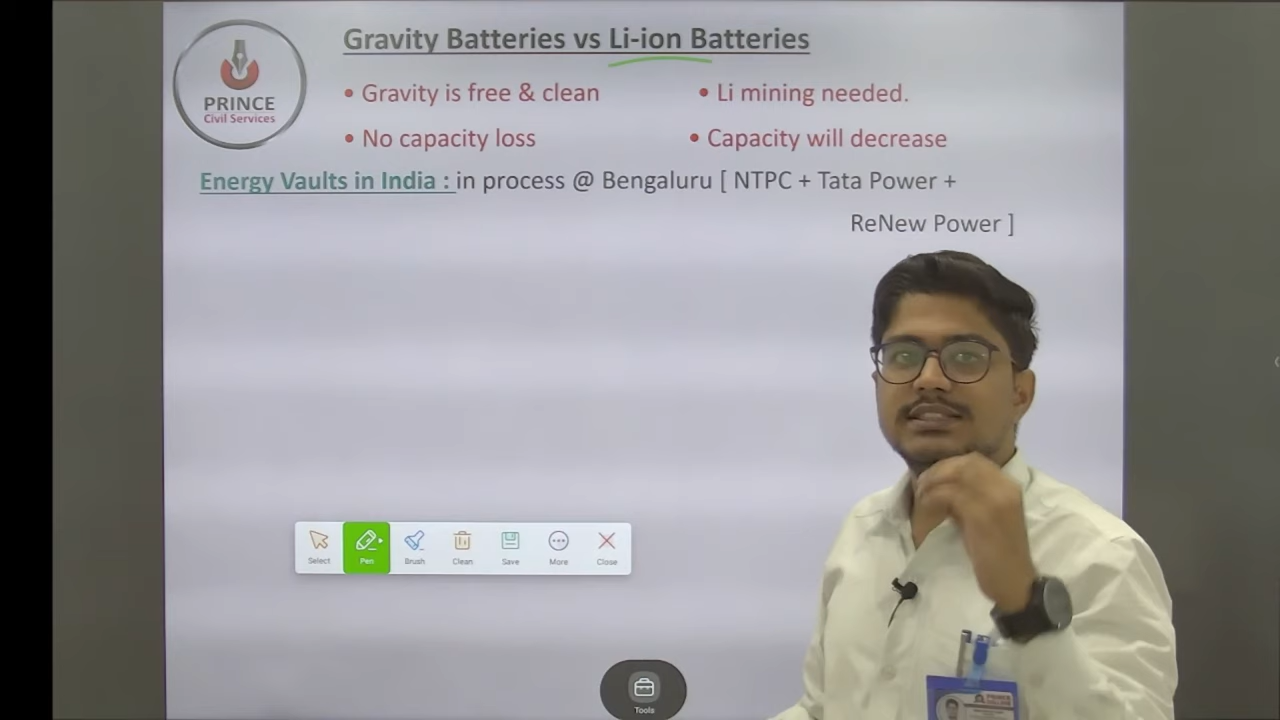 Gravity Batteries vs Li-ion Batteries
PRINCE
Civil Services
• Gravity is free & clean
• Li mining needed.
• No capacity loss
• Capacity will decrease
Energy Vaults in India : in process @ Bengaluru [ NTPC + Tata Power +
ReNew Power ]
Select
Pen
Brush
Clean
Save
More
Close
Tools